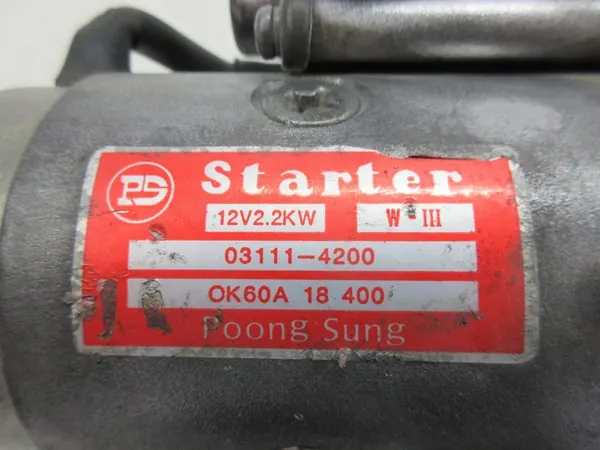 PS Starter
12V2.2KW W-III
03111-4200
OK60A 18 400
Poong Sung